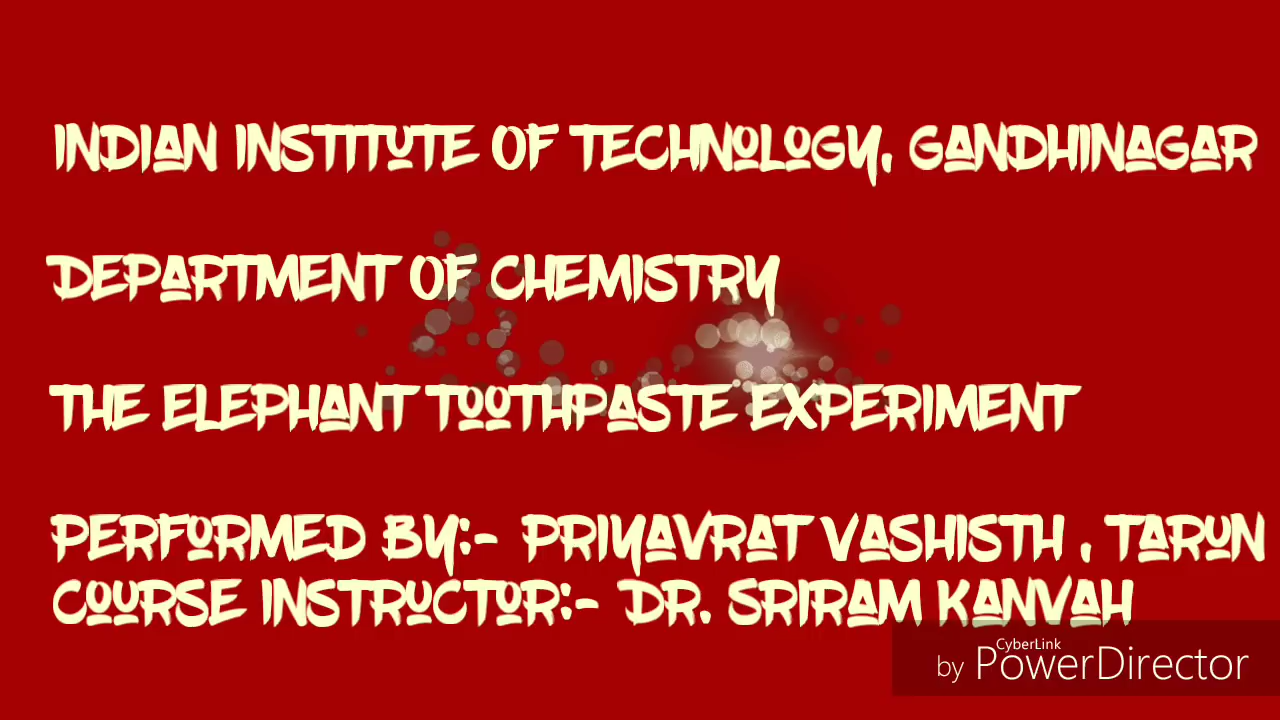 INDIAN INSTITUTE OF TECHNOLOGY, GANDHINAGAR
DEPARTMENT OF CHEMISTRY
THE ELEPHANT TOOTHPASTE EXPERIMENT
PERFORMED BY:- PRIYAVRAT VASHISTH , TARUN
COURSE INSTRUCTOR:- DR. SRIRAM KANVAH
CyberLink
by PowerDirector